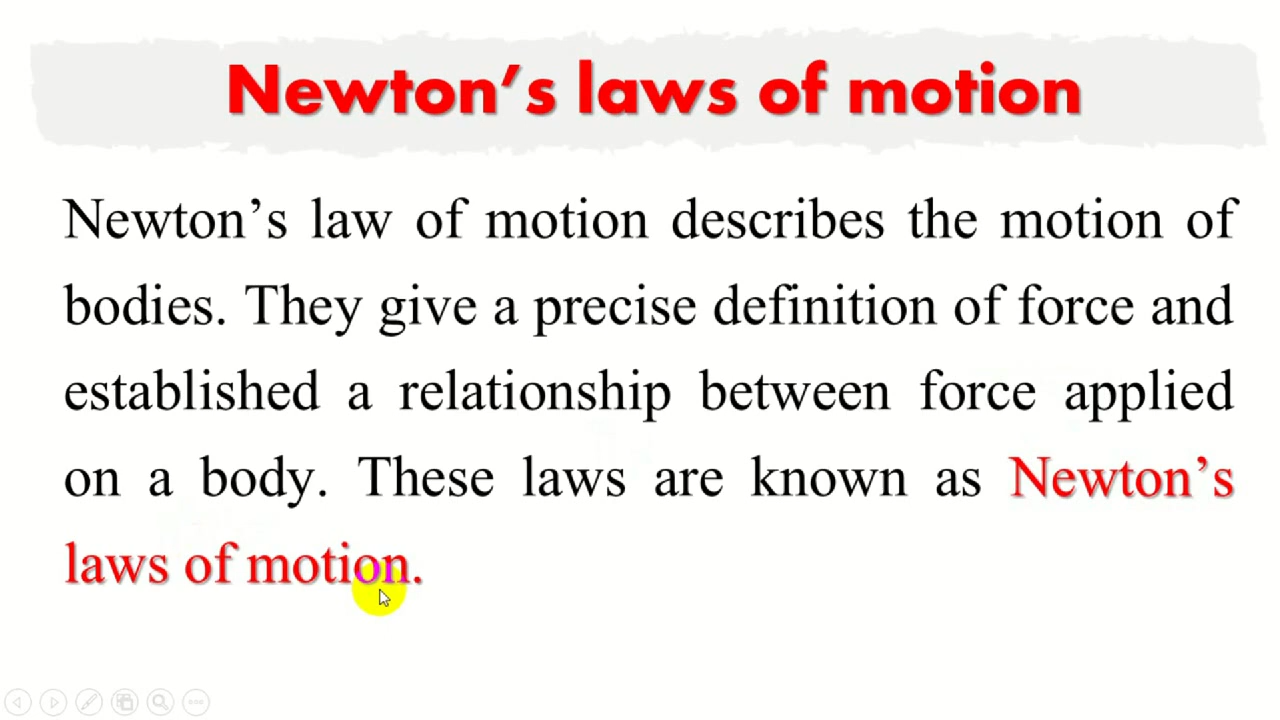 Newton’s laws of motion
Newton’s law of motion describes the motion of
bodies. They give a precise definition of force and
established a relationship between force applied
on a body. These laws are known as Newton’s
laws of motion.